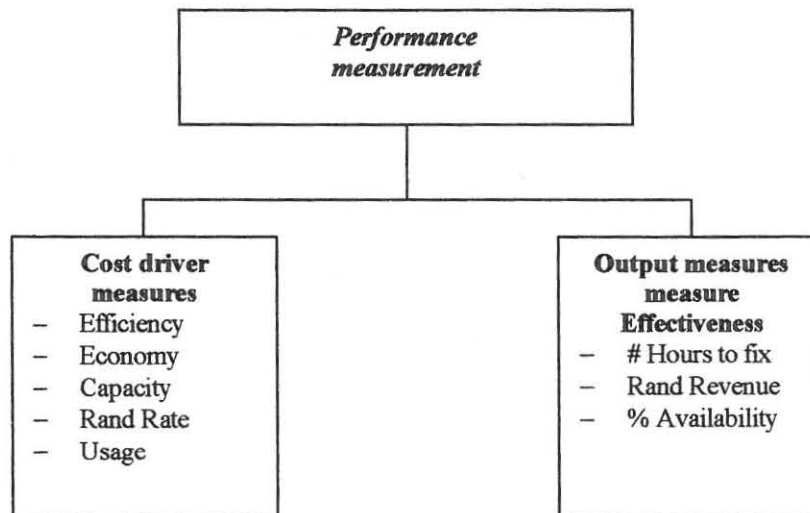 Performance
measurement
Cost driver
measures
– Efficiency
– Economy
– Capacity
– Rand Rate
– Usage
Output measures
measure
Effectiveness
– # Hours to fix
– Rand Revenue
– % Availability